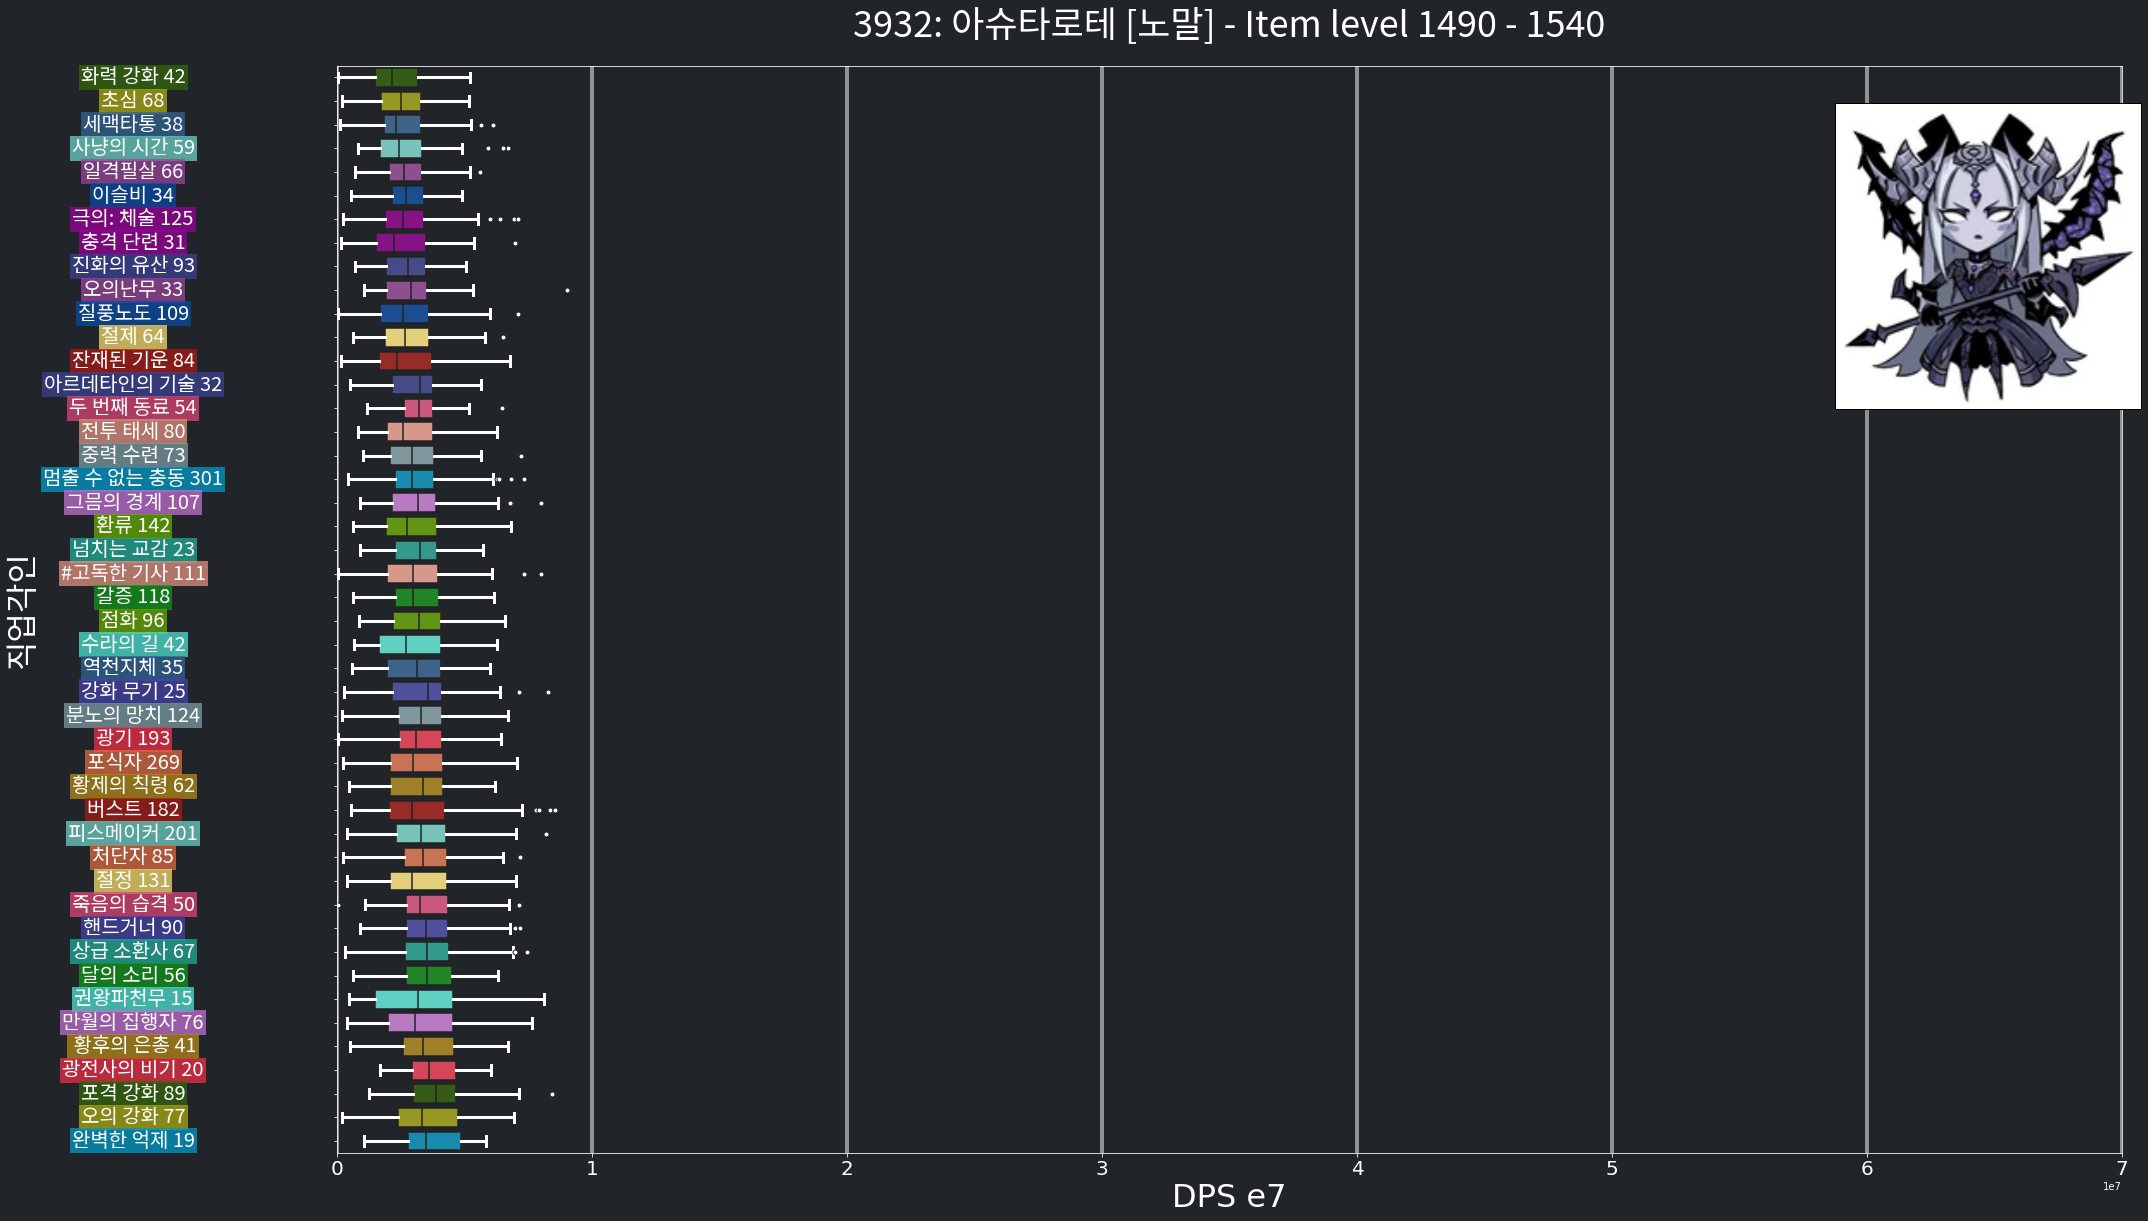 3932: 아슈타로테 [노말] - Item level 1490 - 1540
화력 강화 42
초심 68
세맥타통 38
사냥의 시간 59
일격필살 66
이슬비 34
극의: 체술 125
충격 단련 31
진화의 유산 93
오의난무 33
질풍노도 109
절제 64
잔재된 기운 84
아르데타인의 기술 32
두 번째 동료 54
전투 태세 80
중력 수련 73
멈출 수 없는 충동 301
그믐의 경계 107
환류 142
넘치는 교감 23
#고독한 기사 111
갈증 118
점화 96
수라의 길 42
역천지체 35
강화 무기 25
분노의 망치 124
광기 193
포식자 269
황제의 칙령 62
버스트 182
피스메이커 201
처단자 85
절정 131
죽음의 습격 50
핸드거너 90
상급 소환사 67
달의 소리 56
권왕파천무 15
만월의 집행자 76
황후의 은총 41
광전사의 비기 20
포격 강화 89
오의 강화 77
완벽한 억제 19
직업각인
0 1 2 3 4 5 6 7
1e7
DPS e7